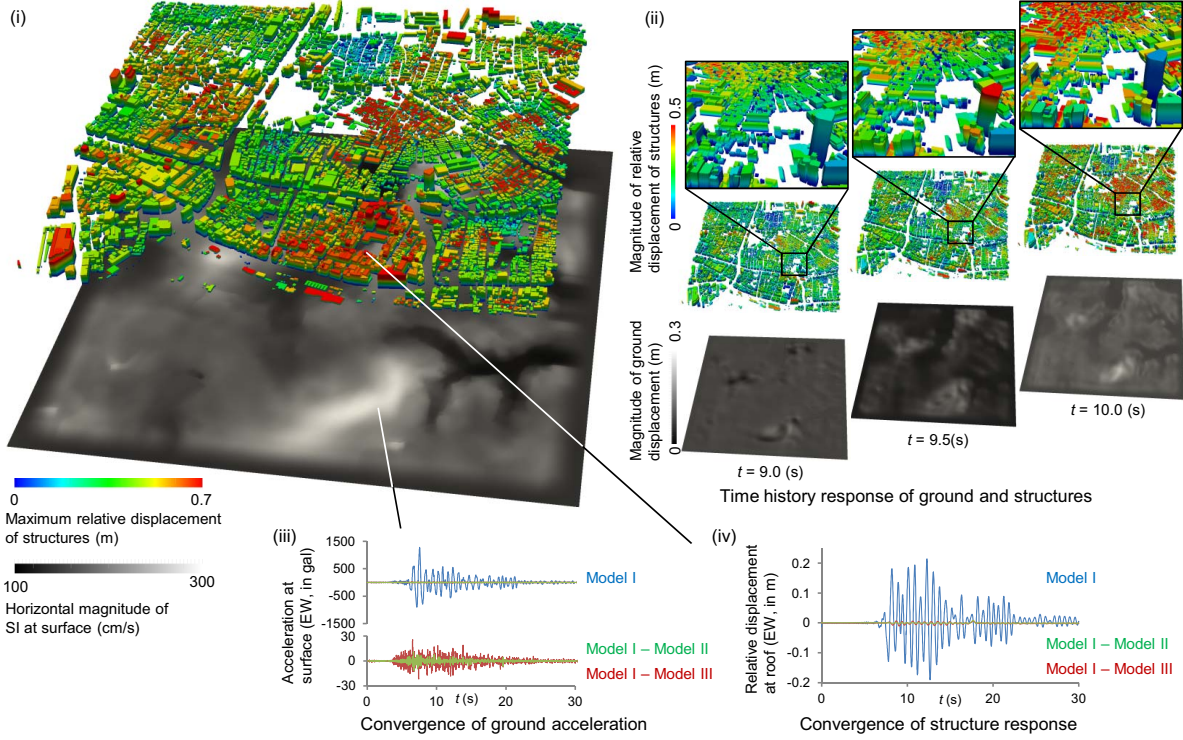 (i)
0
0.7
Maximum relative displacement
of structures (m)
100
300
Horizontal magnitude of
SI at surface (cm/s)
(ii)
Magnitude of relative
displacement of structures (m)
0
0.5
Magnitude of ground
displacement (m)
0
0.3
t = 9.0 (s)
t = 9.5(s)
t = 10.0 (s)
Time history response of ground and structures
(iii)
Acceleration at
surface (EW, in gal)
1500
500
-500
-1500
Model I
30
0
-30
Model I – Model II
Model I – Model III
0
10
t (s)
20
30
Convergence of ground acceleration
(iv)
Relative displacement
at roof (EW, in m)
0.2
0.1
0
-0.1
-0.2
Model I
Model I – Model II
Model I – Model III
0
10
t (s)
20
30
Convergence of structure response